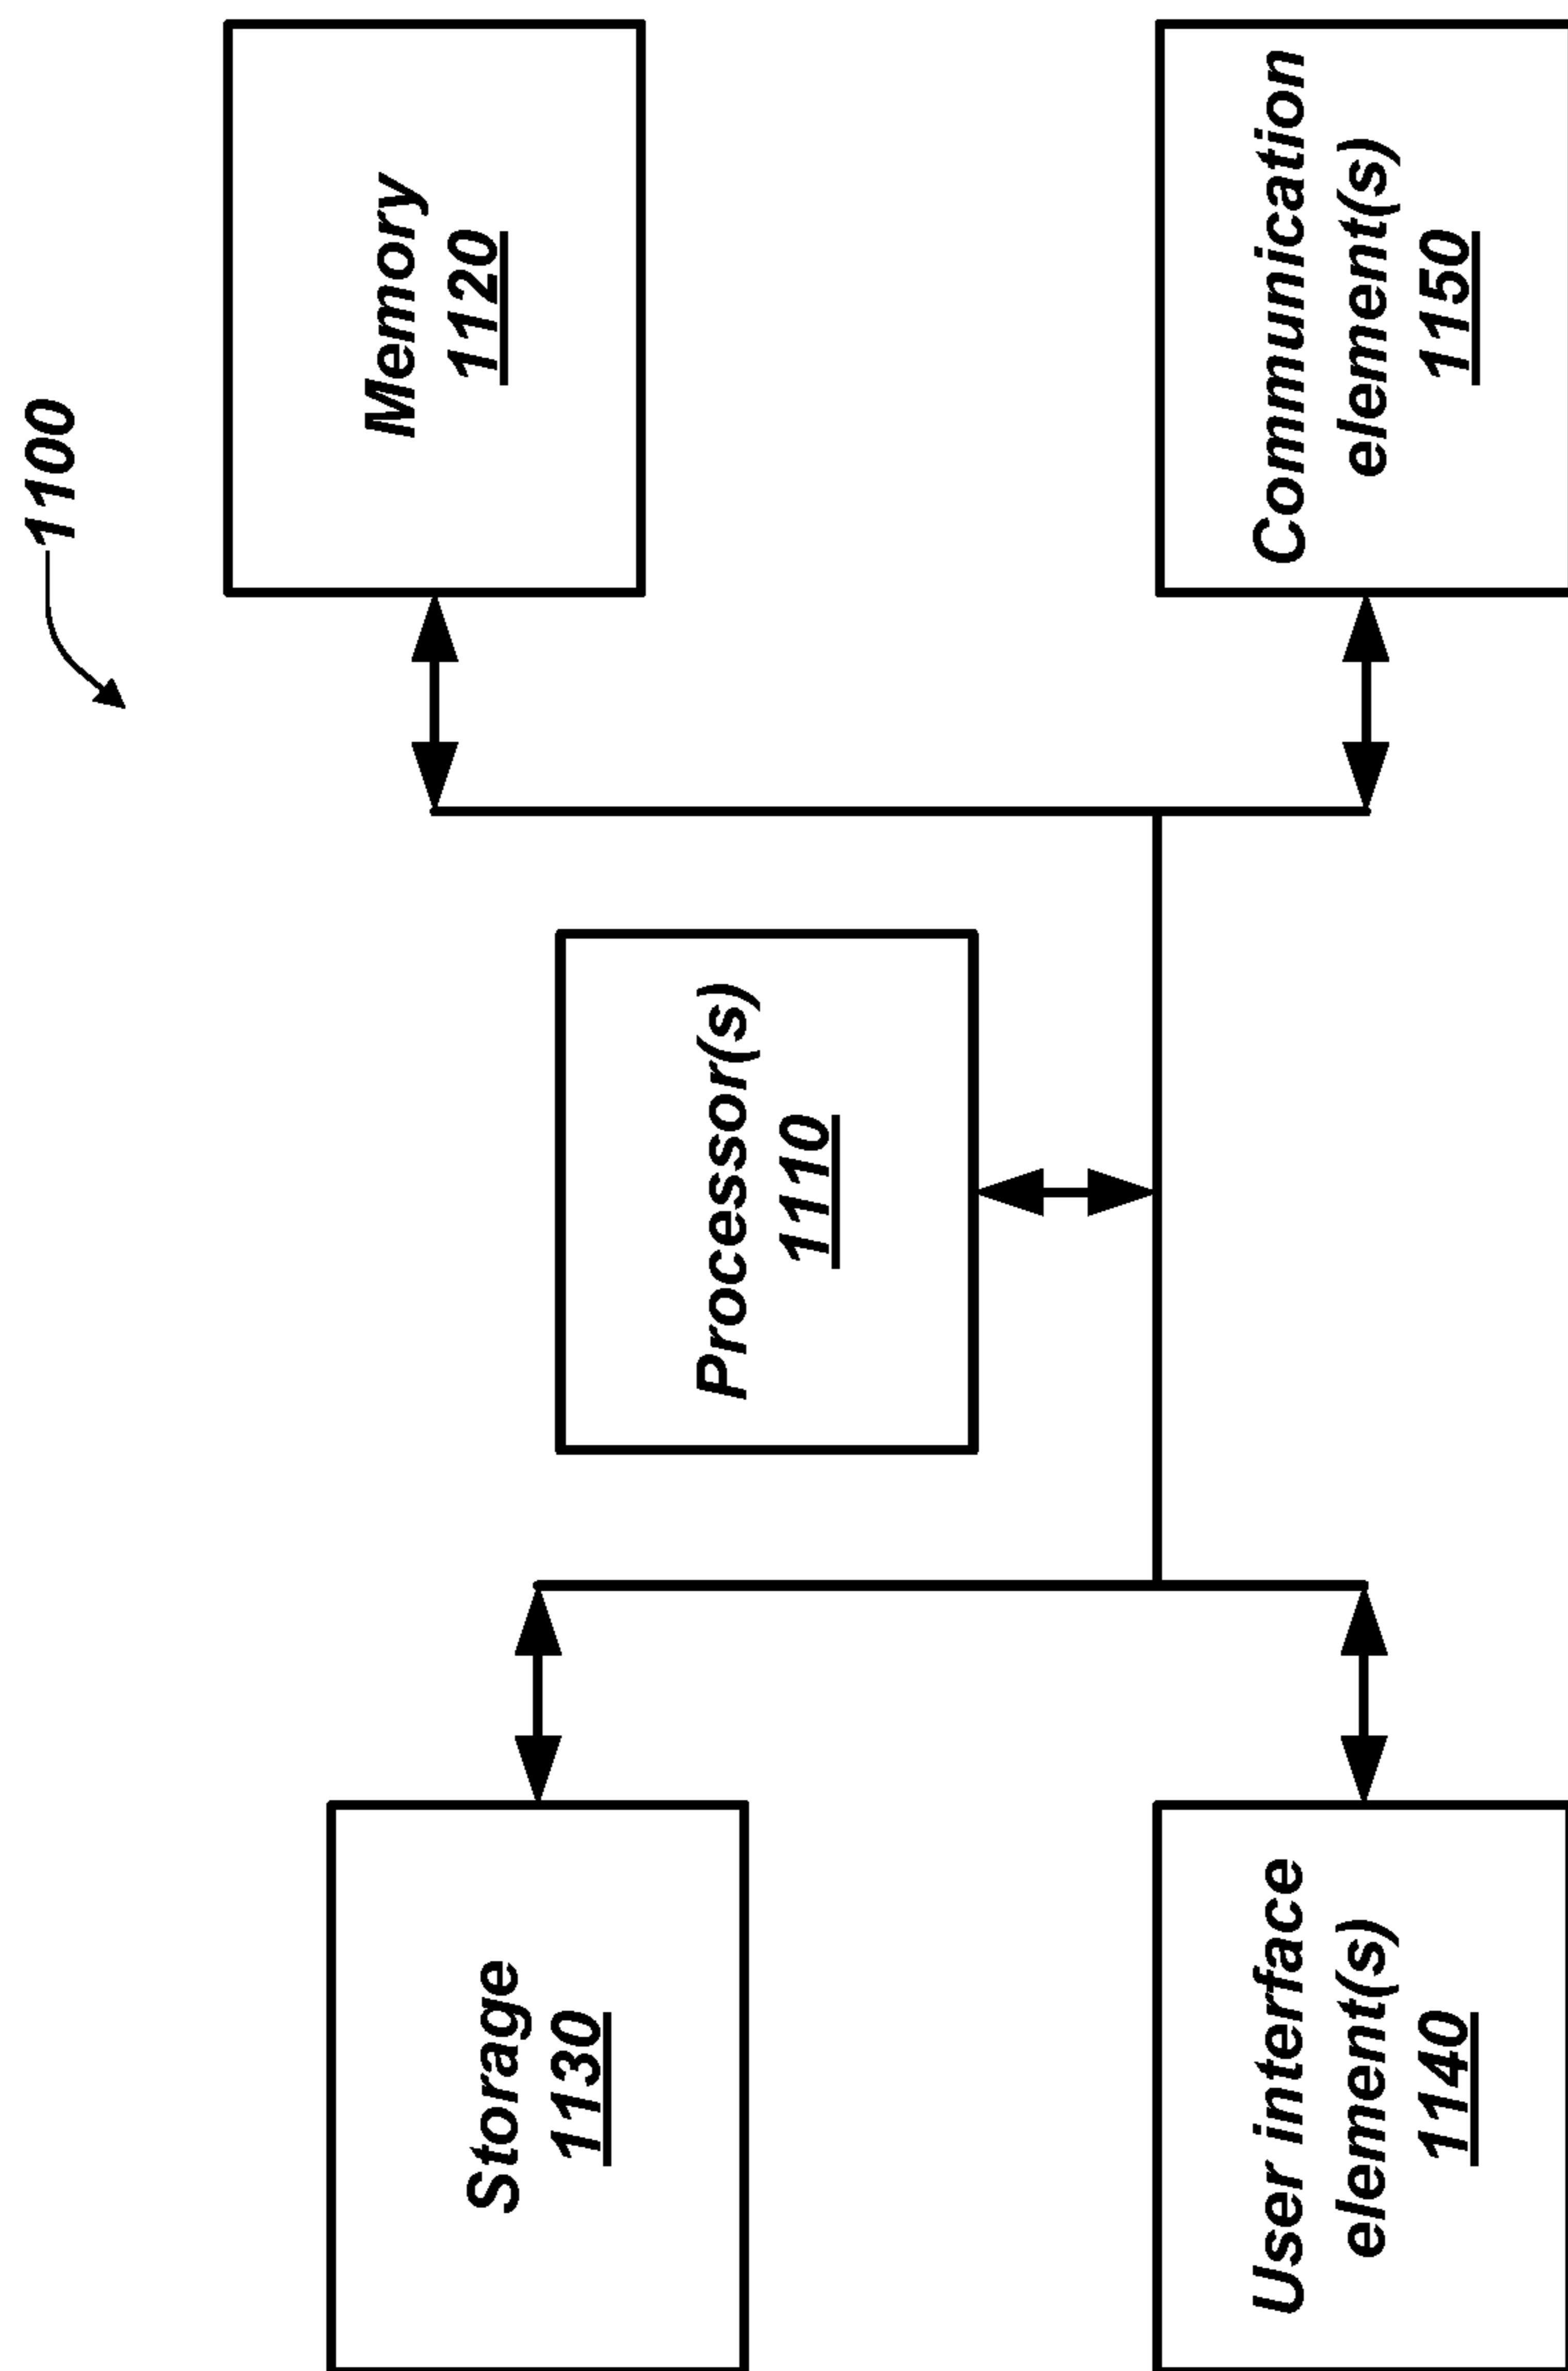 1100
Storage
1130
Memory
1120
Processor(s)
1110
User interface
element(s)
1140
Communication
element(s)
1150